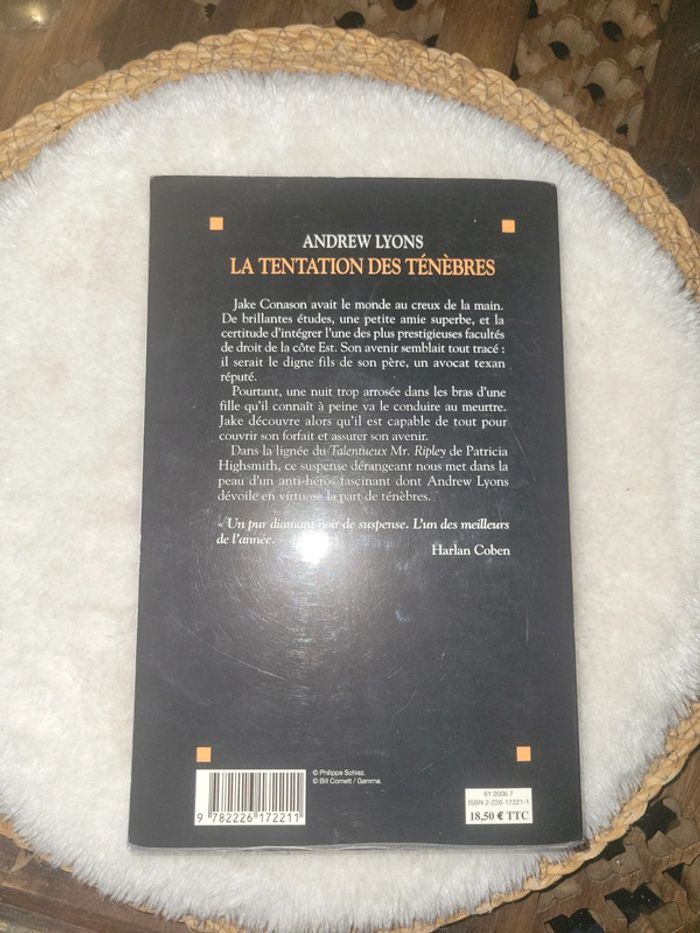 ANDREW LYONS
LA TENTATION DES TÉNÈBRES
Jake Conason avait le monde au creux de la main.
De brillantes études, une petite amie superbe, et la
certitude d'intégrer l'une des plus prestigieuses facultés
de droit de la côte Est. Son avenir semblait tout tracé :
il serait le digne fils de son père, un avocat texan
réputé.
Pourtant, une nuit trop arrosée dans les bras d'une
fille qu'il connaît à peine va le conduire au meurtre.
Jake découvre alors qu'il est capable de tout pour
couvrir son forfait et assurer son avenir.
Dans la lignée du Talentueux Mr. Ripley de Patricia
Highsmith, ce suspense dérangeant nous met dans la
peau d'un anti-héros fascinant dont Andrew Lyons
dévoile en virtuose la part de ténèbres.
« Un pur diamant noir de suspense. L'un des meilleurs
de l'année.
Harlan Coben
© Philippe Schlez.
© Bill Cornett / Gamma.
9 782226 172211
61 2006 7
ISBN 2-226-17221-1
18,50 € TTC